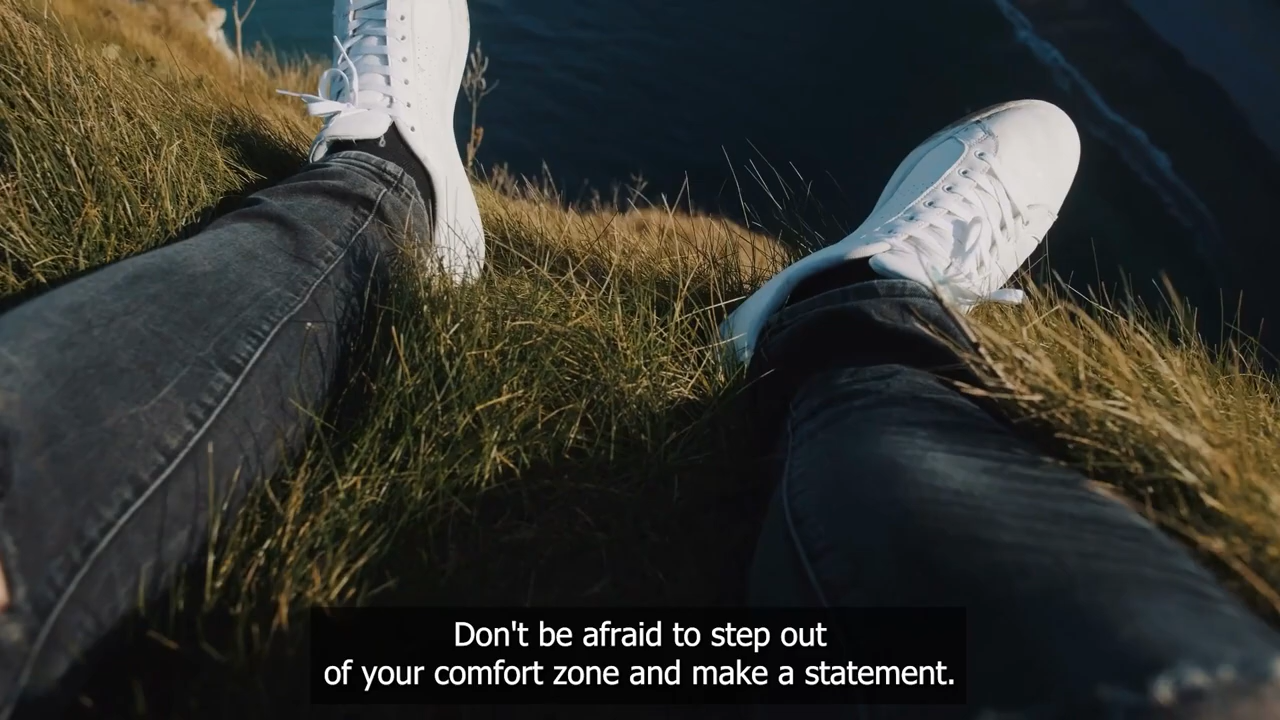 Don't be afraid to step out
of your comfort zone and make a statement.